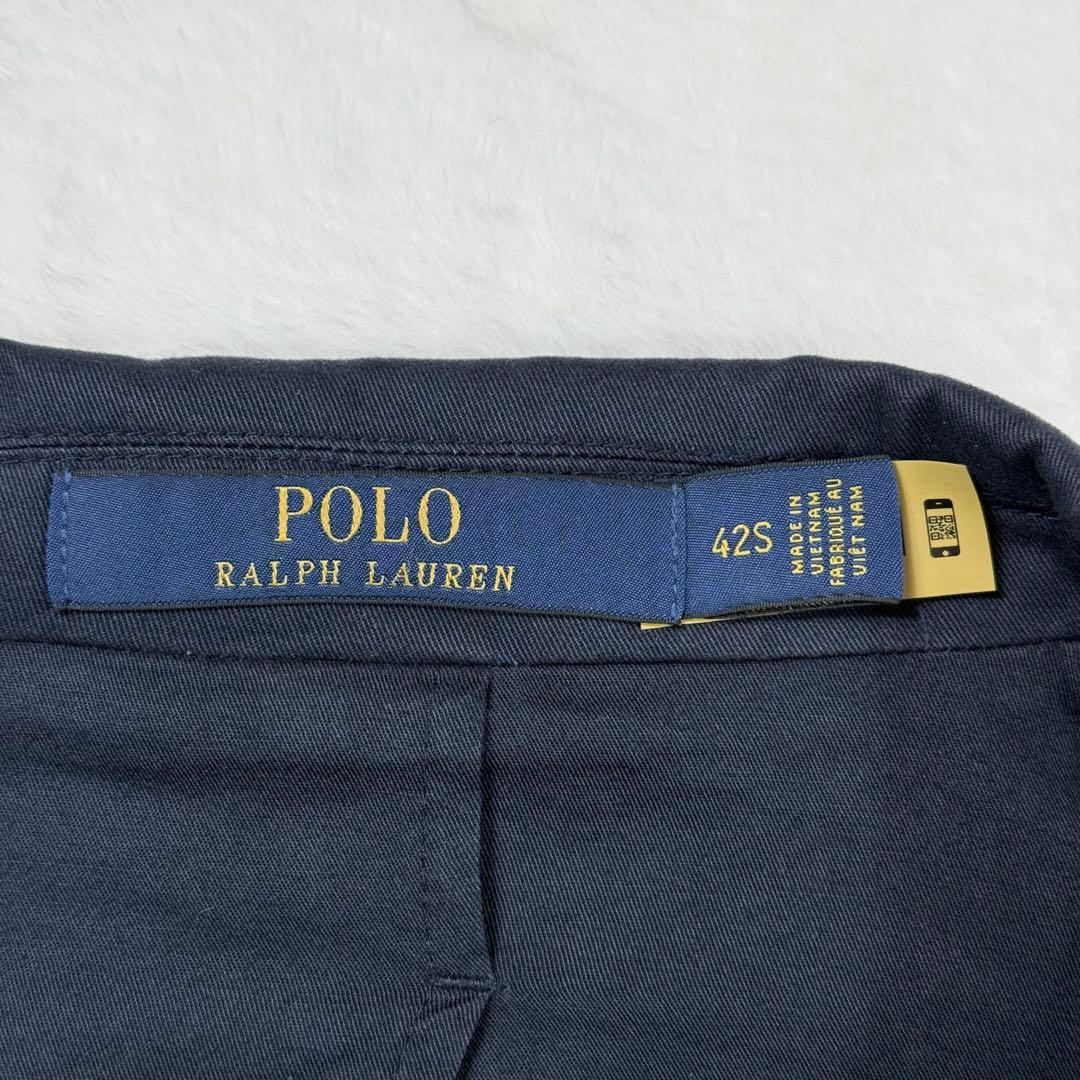 POLO
RALPH LAUREN
42S
MADE IN
VIETNAM
FABRIQUÉ AU
VIÊT NAM